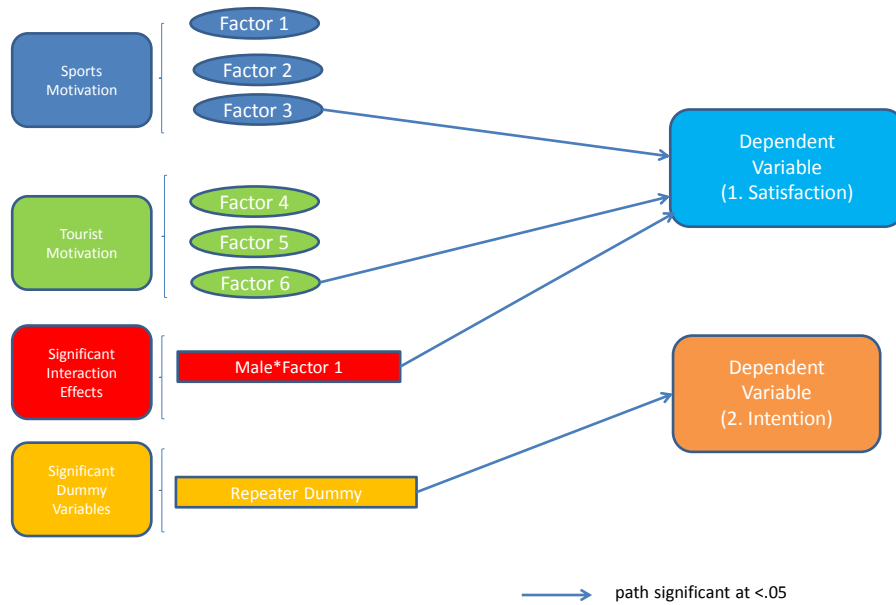 Sports
Motivation
Factor 1
Factor 2
Factor 3
Dependent
Variable
(1. Satisfaction)
Tourist
Motivation
Factor 4
Factor 5
Factor 6
Significant
Interaction
Effects
Male*Factor 1
Dependent
Variable
(2. Intention)
Significant
Dummy
Variables
Repeater Dummy
path significant at <.05